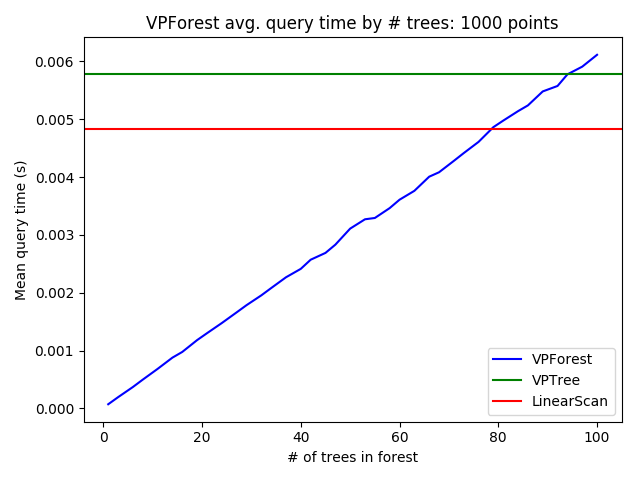 VPForest avg. query time by # trees: 1000 points
0.006
0.005
0.004
0.003
0.002
0.001
0.000
Mean query time (s)
VPForest
VPTree
LinearScan
0 20 40 60 80 100
# of trees in forest